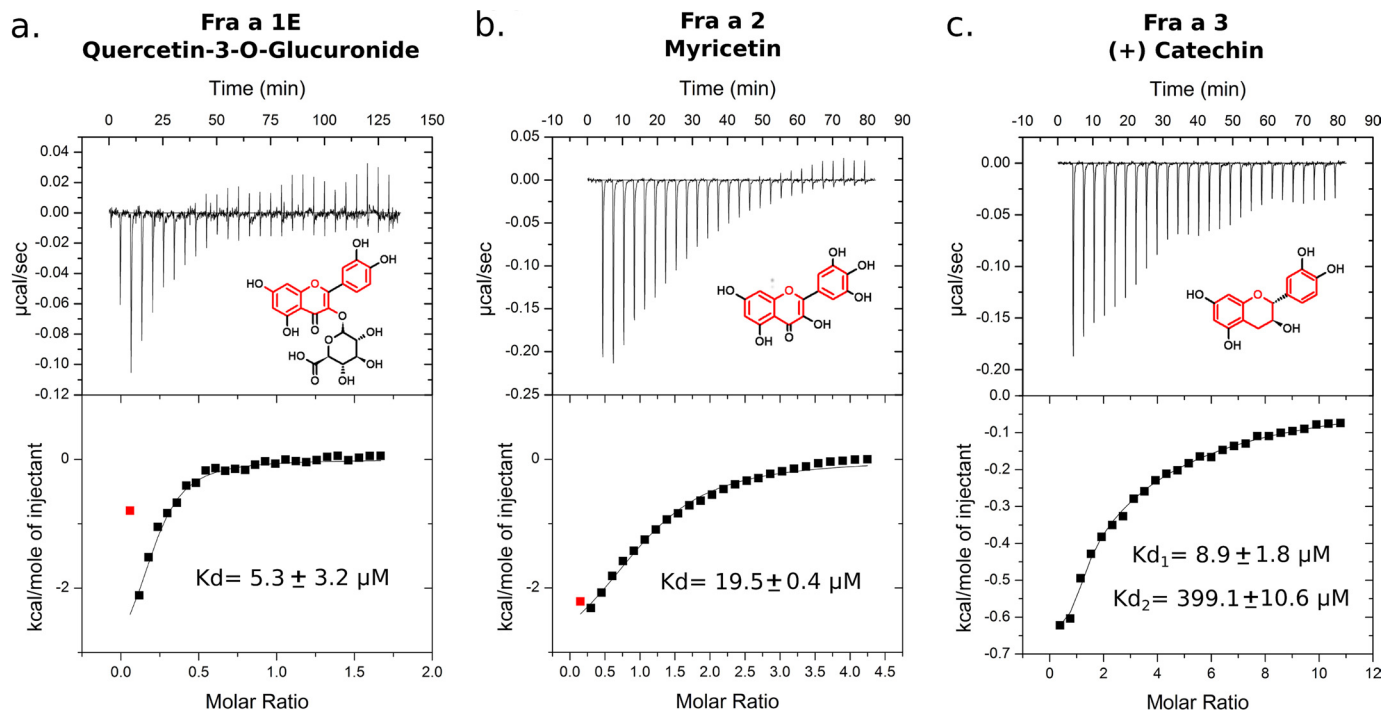 a.
Fra a 1E
Quercetin-3-O-Glucuronide
Time (min)
0 25 50 75 100 125 150
0.04
0.02
0.00
-0.02
-0.04
-0.06
-0.08
-0.10
-0.12
µcal/sec
OH
OH
HO
O
OH
O
O
O
OH
HO
O
OH
OH
0
-2
kcal/mole of injectant
Kd= 5.3 ± 3.2 µM
0.0 0.5 1.0 1.5 2.0
Molar Ratio
b.
Fra a 2
Myricetin
Time (min)
-10 0 10 20 30 40 50 60 70 80 90
0.05
0.00
-0.05
-0.10
-0.15
-0.20
-0.25
µcal/sec
OH
OH
HO
O
OH
OH
OH
O
0
-2
kcal/mole of injectant
Kd= 19.5 ± 0.4 µM
0.0 0.5 1.0 1.5 2.0 2.5 3.0 3.5 4.0 4.5
Molar Ratio
c.
Fra a 3
(+) Catechin
Time (min)
-10 0 10 20 30 40 50 60 70 80 90
0.00
-0.05
-0.10
-0.15
-0.20
µcal/sec
OH
OH
HO
O
OH
OH
0.0
-0.1
-0.2
-0.3
-0.4
-0.5
-0.6
-0.7
kcal/mole of injectant
Kd1= 8.9 ± 1.8 µM
Kd2= 399.1 ± 10.6 µM
0 2 4 6 8 10 12
Molar Ratio